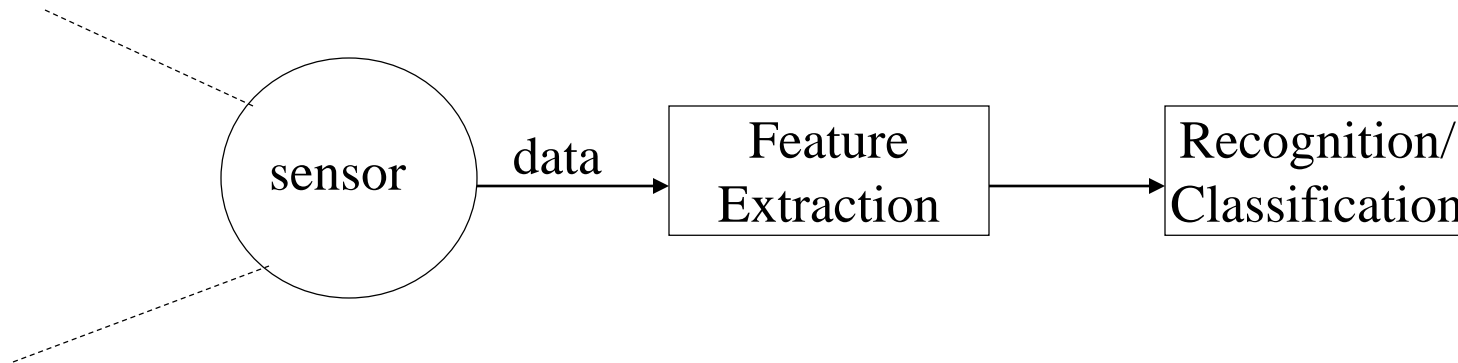 sensor
data
Feature
Extraction
Recognition/
Classification